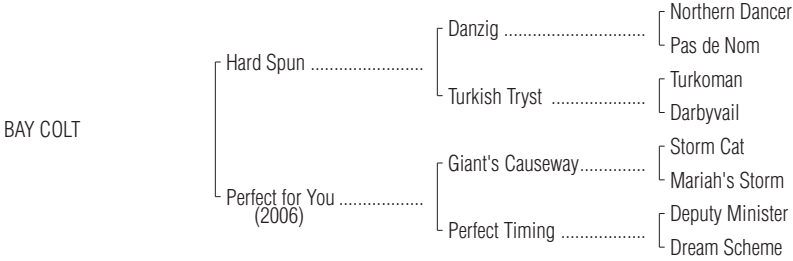 Northern Dancer
Danzig ..............................
Pas de Nom
Hard Spun ........................
Turkoman
Turkish Tryst ....................
Darbyvail
BAY COLT
Storm Cat
Giant's Causeway..............
Mariah's Storm
Perfect for You ..................
(2006)
Deputy Minister
Perfect Timing ..................
Dream Scheme